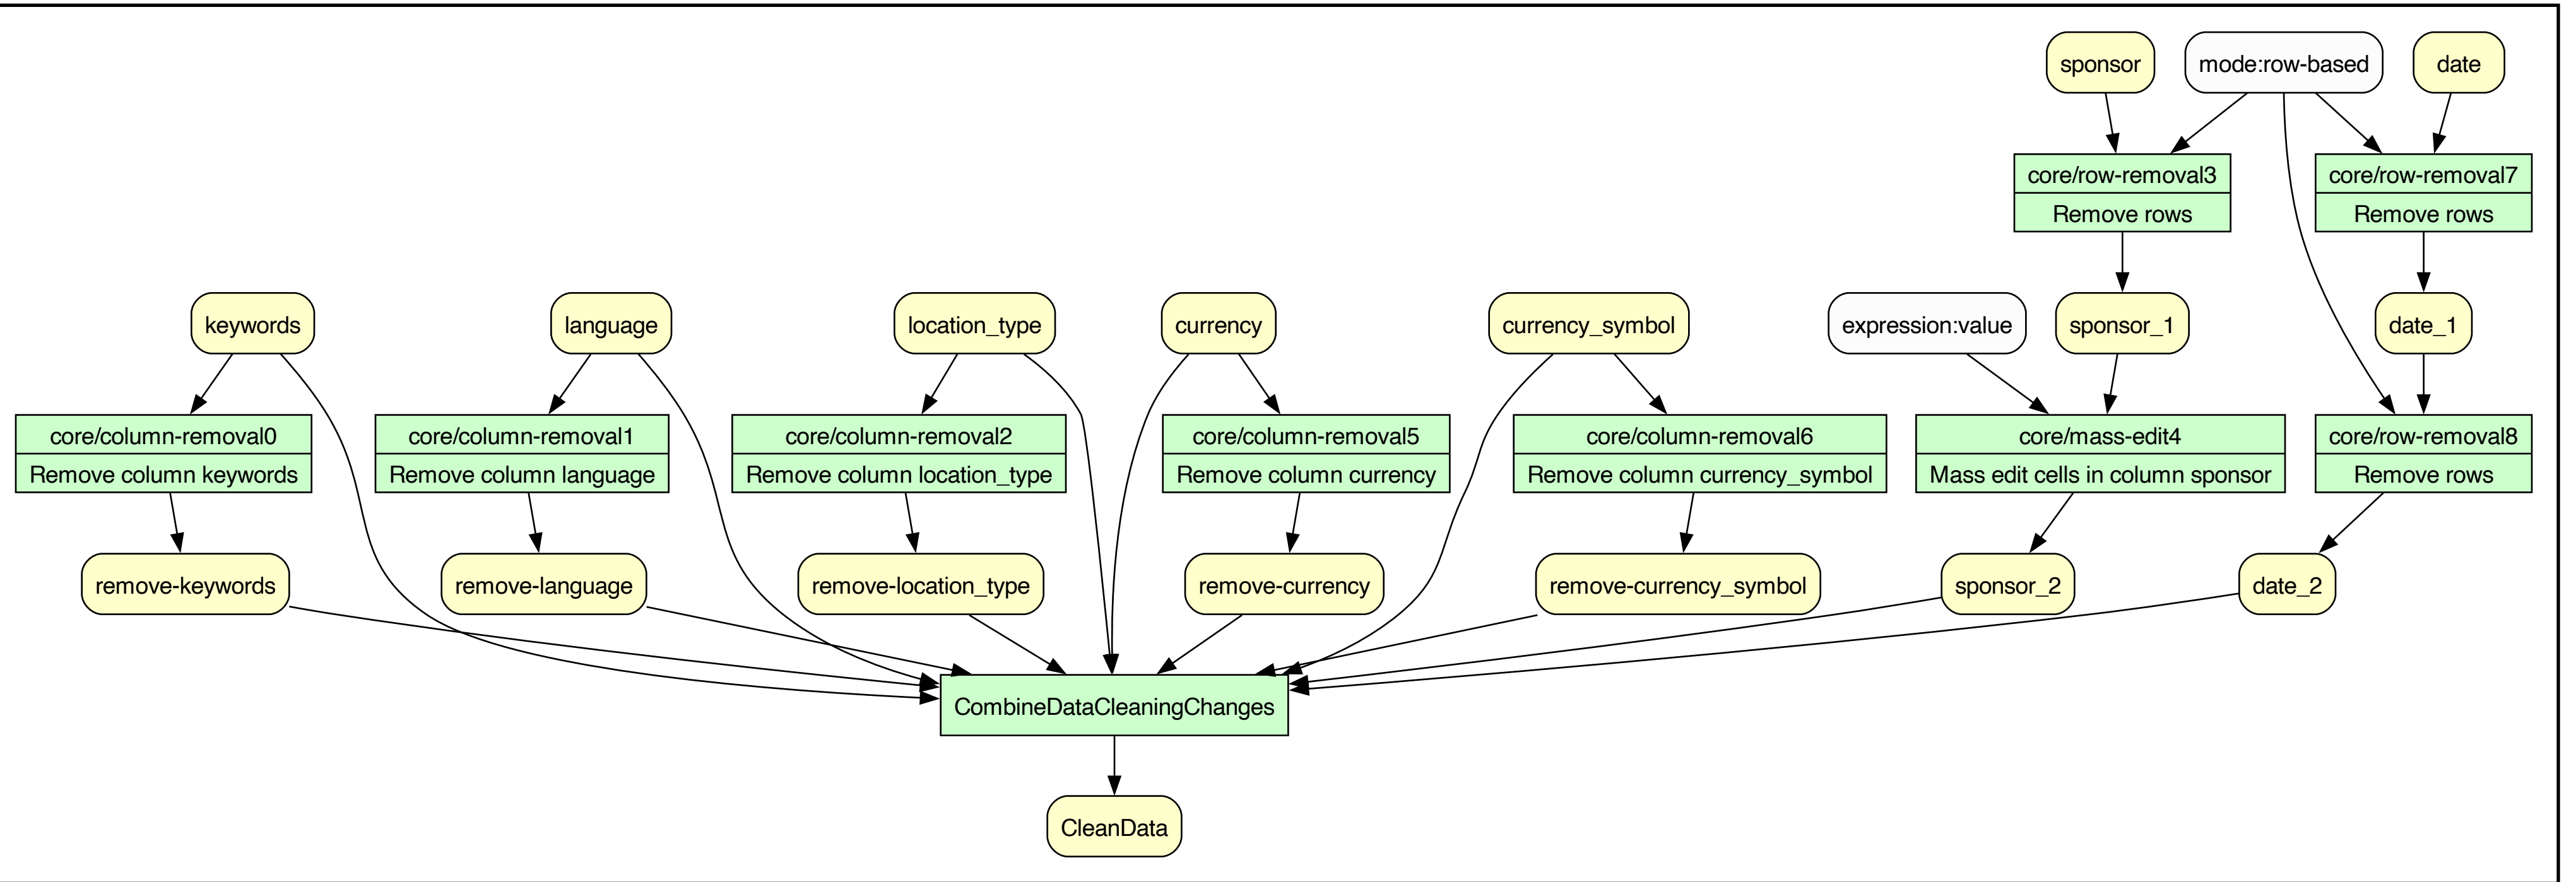 sponsor
mode:row-based
date
core/row-removal3
Remove rows
core/row-removal7
Remove rows
keywords
language
location_type
currency
currency_symbol
expression:value
sponsor_1
date_1
core/column-removal0
Remove column keywords
core/column-removal1
Remove column language
core/column-removal2
Remove column location_type
core/column-removal5
Remove column currency
core/column-removal6
Remove column currency_symbol
core/mass-edit4
Mass edit cells in column sponsor
core/row-removal8
Remove rows
remove-keywords
remove-language
remove-location_type
remove-currency
remove-currency_symbol
sponsor_2
date_2
CombineDataCleaningChanges
CleanData